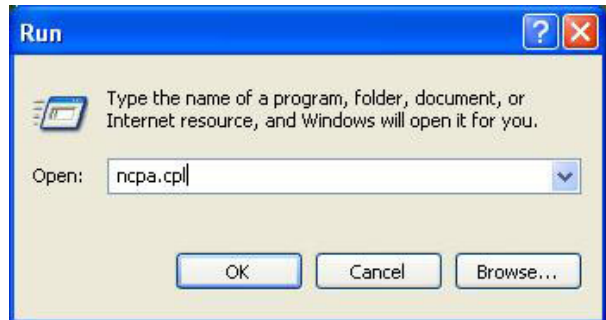 Run
Type the name of a program, folder, document, or
Internet resource, and Windows will open it for you.
Open: ncpa.cpl
OK Cancel Browse...